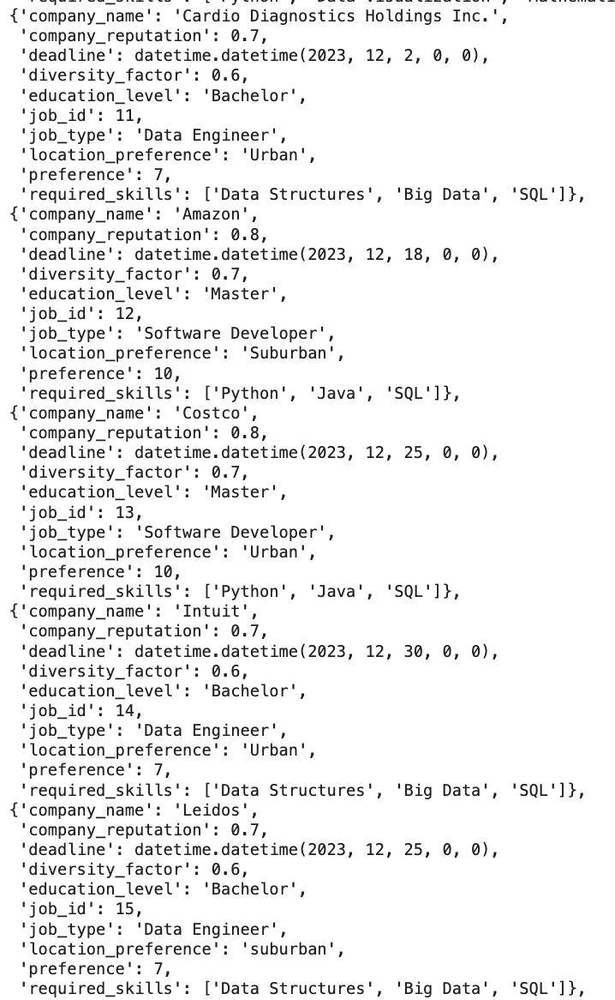 {'company_name': 'Cardio Diagnostics Holdings Inc.',
 'company_reputation': 0.7,
 'deadline': datetime.datetime(2023, 12, 2, 0, 0),
 'diversity_factor': 0.6,
 'education_level': 'Bachelor',
 'job_id': 11,
 'job_type': 'Data Engineer',
 'location_preference': 'Urban',
 'preference': 7,
 'required_skills': ['Data Structures', 'Big Data', 'SQL']},
{'company_name': 'Amazon',
 'company_reputation': 0.8,
 'deadline': datetime.datetime(2023, 12, 18, 0, 0),
 'diversity_factor': 0.7,
 'education_level': 'Master',
 'job_id': 12,
 'job_type': 'Software Developer',
 'location_preference': 'Suburban',
 'preference': 10,
 'required_skills': ['Python', 'Java', 'SQL']},
{'company_name': 'Costco',
 'company_reputation': 0.8,
 'deadline': datetime.datetime(2023, 12, 25, 0, 0),
 'diversity_factor': 0.7,
 'education_level': 'Master',
 'job_id': 13,
 'job_type': 'Software Developer',
 'location_preference': 'Urban',
 'preference': 10,
 'required_skills': ['Python', 'Java', 'SQL']},
{'company_name': 'Intuit',
 'company_reputation': 0.7,
 'deadline': datetime.datetime(2023, 12, 30, 0, 0),
 'diversity_factor': 0.6,
 'education_level': 'Bachelor',
 'job_id': 14,
 'job_type': 'Data Engineer',
 'location_preference': 'Urban',
 'preference': 7,
 'required_skills': ['Data Structures', 'Big Data', 'SQL']},
{'company_name': 'Leidos',
 'company_reputation': 0.7,
 'deadline': datetime.datetime(2023, 12, 25, 0, 0),
 'diversity_factor': 0.6,
 'education_level': 'Bachelor',
 'job_id': 15,
 'job_type': 'Data Engineer',
 'location_preference': 'suburban',
 'preference': 7,
 'required_skills': ['Data Structures', 'Big Data', 'SQL']},